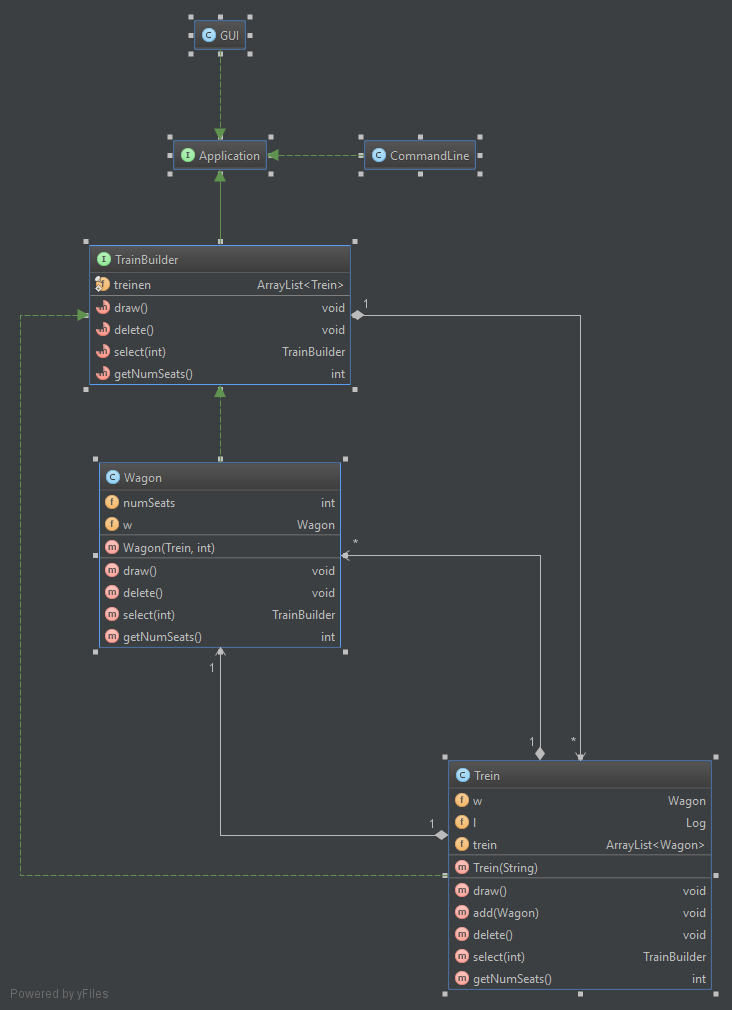 GUI
Application
CommandLine
TrainBuilder
treinen ArrayList<Trein>
draw() void
delete() void
select(int) TrainBuilder
getNumSeats() int
1
Wagon
numSeats int
w Wagon
Wagon(Trein, int)
draw() void
delete() void
select(int) TrainBuilder
getNumSeats() int
*
1
1
*
1
Trein
w Wagon
l Log
trein ArrayList<Wagon>
Trein(String)
draw() void
add(Wagon) void
delete() void
select(int) TrainBuilder
getNumSeats() int
Powered by yFiles